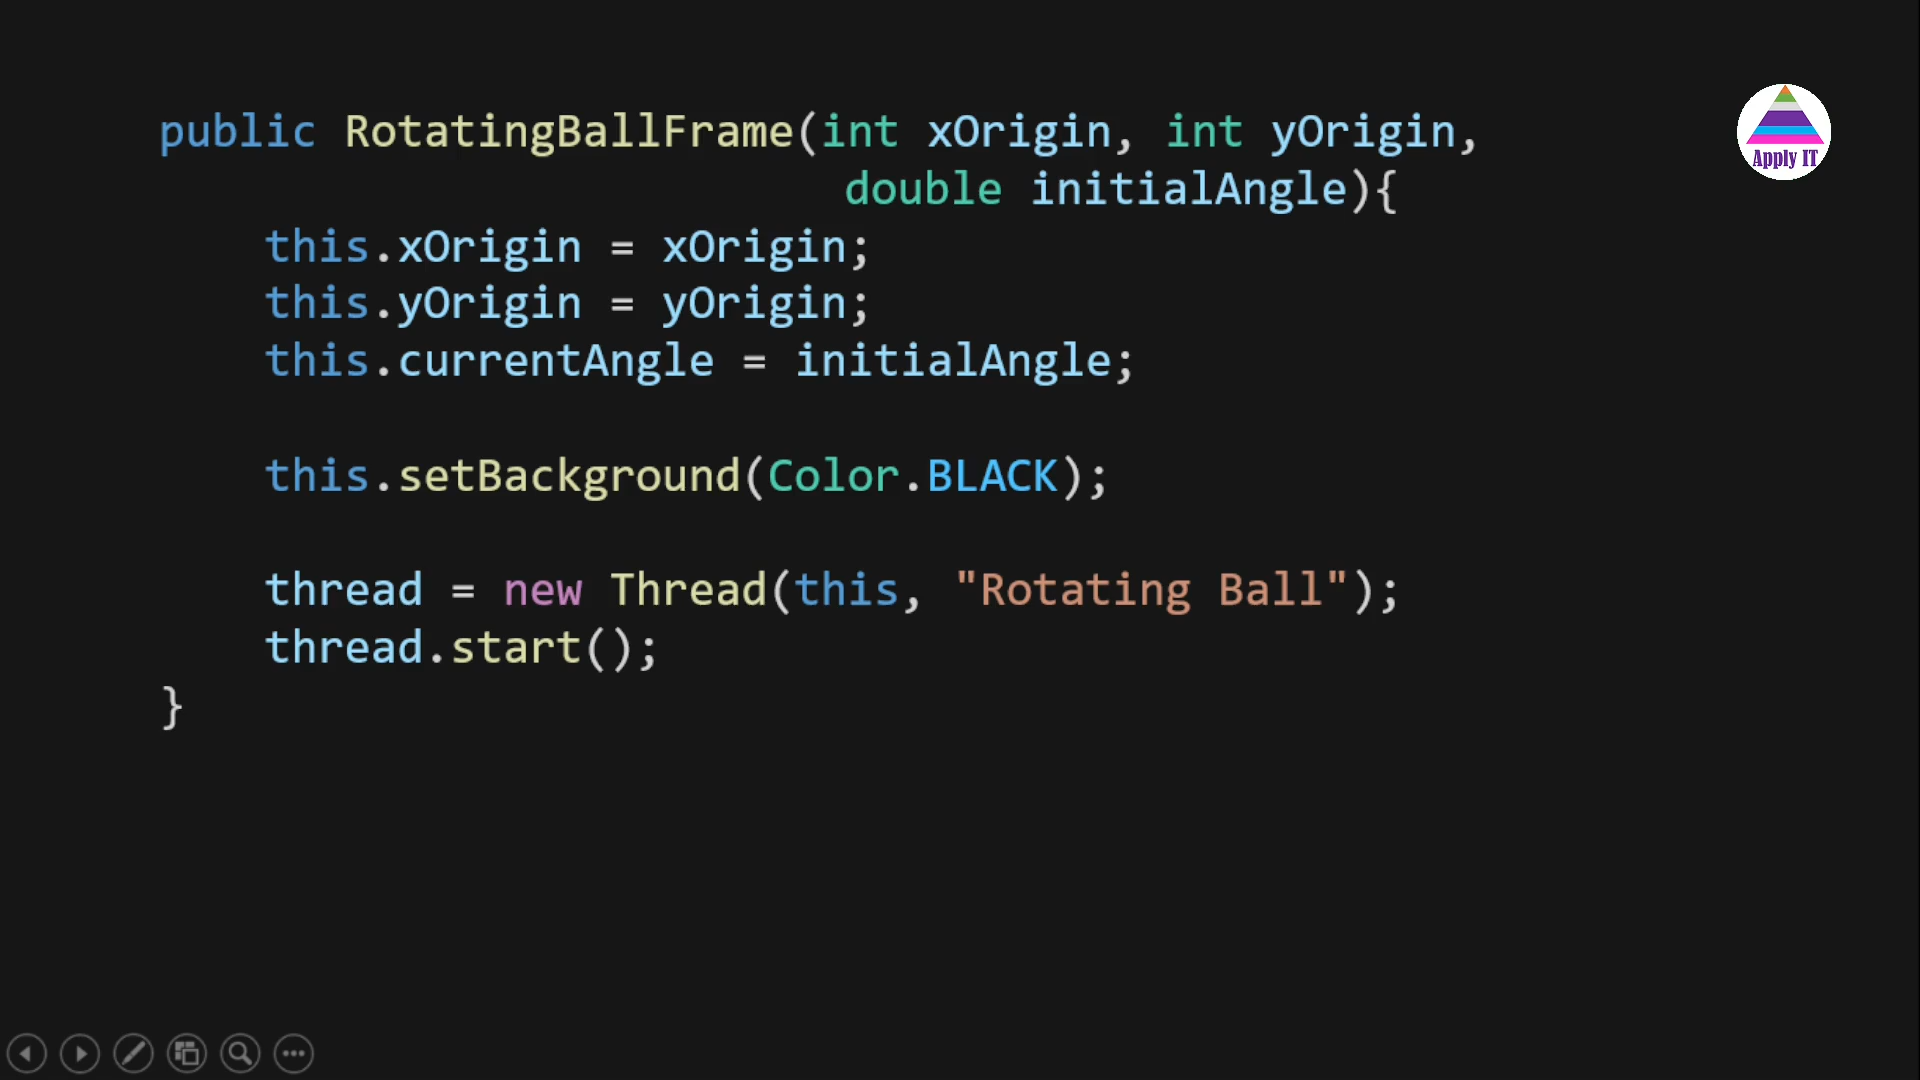 public RotatingBallFrame(int xOrigin, int yOrigin,
double initialAngle){
this.xOrigin = xOrigin;
this.yOrigin = yOrigin;
this.currentAngle = initialAngle;
this.setBackground(Color.BLACK);
thread = new Thread(this, "Rotating Ball");
thread.start();
}
Apply IT